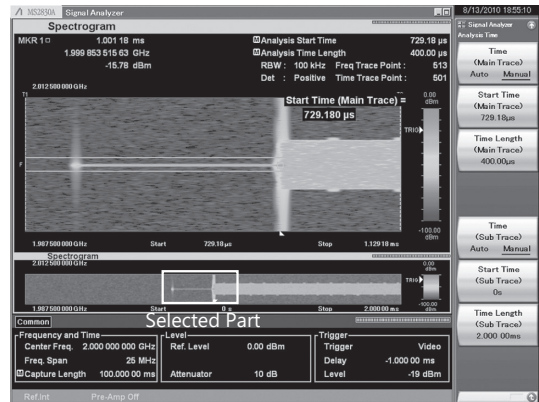 MS2830A Signal Analyzer
8/13/2010 18:55:10
Spectrogram
MKR 1 1.001 18 ms
1.999 853 515 63 GHz
-15.78 dBm
M Analysis Start Time 729.18 µs
M Analysis Time Length 400.00 µs
RBW : 100 kHz Freq Trace Point : 513
Det : Positive Time Trace Point : 501
2.012 500 000 GHz
T1
Start Time (Main Trace) =
729.180 µs
0.00
dBm
TRIG
F
-100.00
dBm
1.987 500 000 GHz Start 729.18 µs Stop 1.129 18 ms
Spectrogram
2.012 500 000 GHz
0.00
dBm
TRIG
-100.00
dBm
1.987 500 000 GHz Start 0 s Stop 2.000 00 ms
Selected Part
Common
Frequency and Time
Center Freq. 2.000 000 000 GHz
Freq. Span 25 MHz
M Capture Length 100.000 00 ms
Level
Ref. Level 0.00 dBm
Attenuator 10 dB
Trigger
Trigger Video
Delay -1.000 00 ms
Level -19 dBm
Ref.Int Pre-Amp Off
Signal Analyzer
Analysis Time
Time
(Main Trace)
Auto Manual
Start Time
(Main Trace)
729.18µs
Time Length
(Main Trace)
400.00µs
Time
(Sub Trace)
Auto Manual
Start Time
(Sub Trace)
0s
Time Length
(Sub Trace)
2.000 00ms